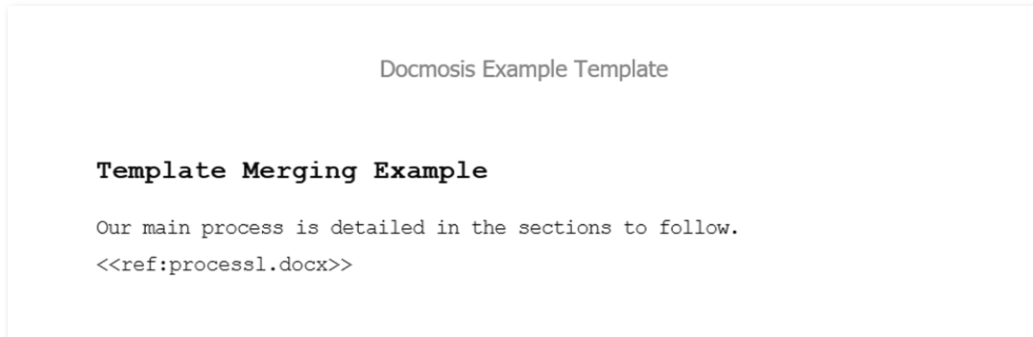 Docmosis Example Template
Template Merging Example
Our main process is detailed in the sections to follow.
<<ref:process1.docx>>